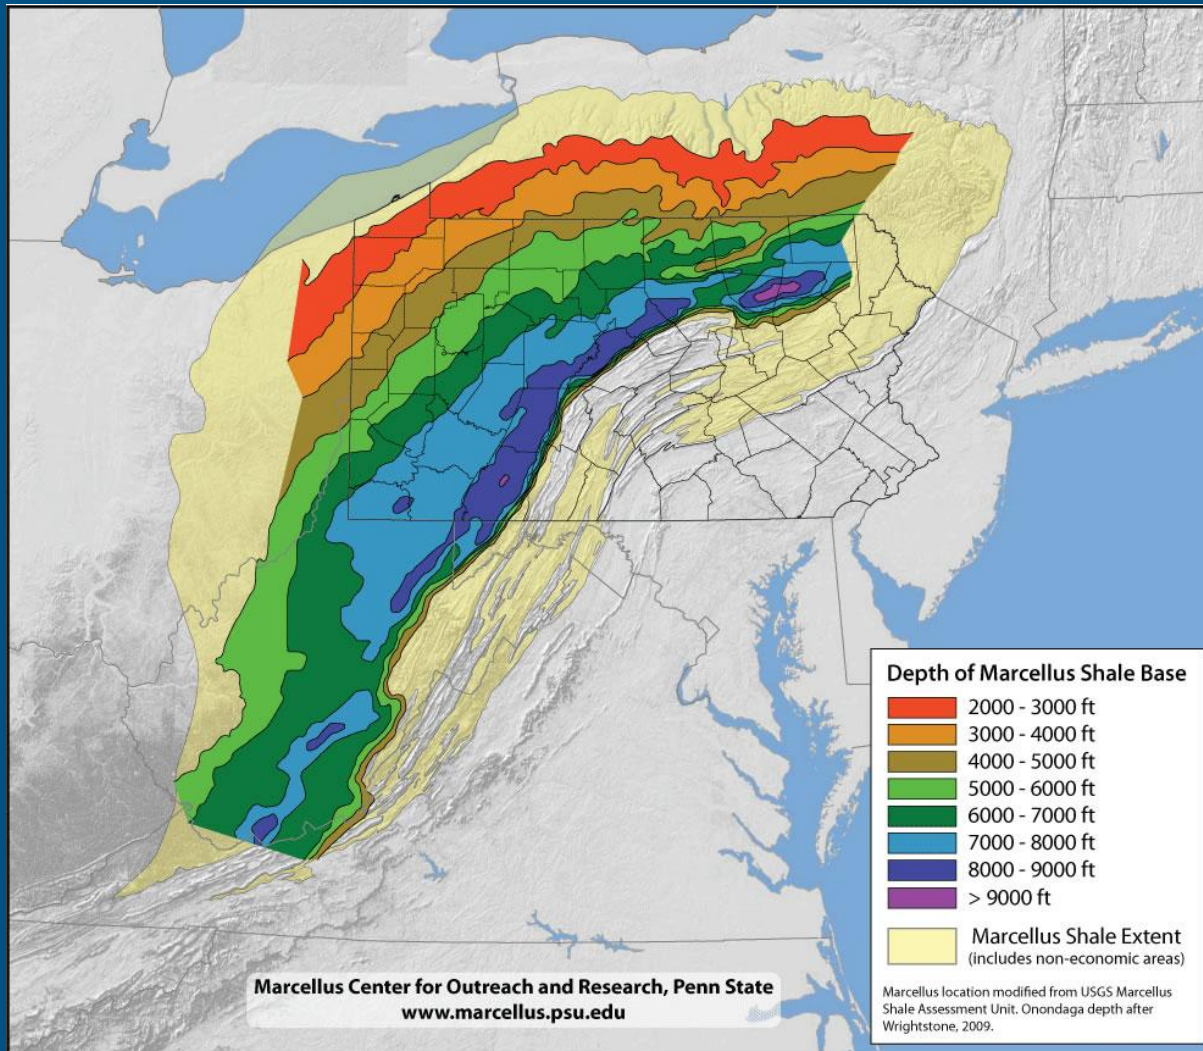 Depth of Marcellus Shale Base
2000 - 3000 ft
3000 - 4000 ft
4000 - 5000 ft
5000 - 6000 ft
6000 - 7000 ft
7000 - 8000 ft
8000 - 9000 ft
> 9000 ft
Marcellus Shale Extent
(includes non-economic areas)
Marcellus location modified from USGS Marcellus
Shale Assessment Unit. Onondaga depth after
Wrightstone, 2009.
Marcellus Center for Outreach and Research, Penn State
www.marcellus.psu.edu